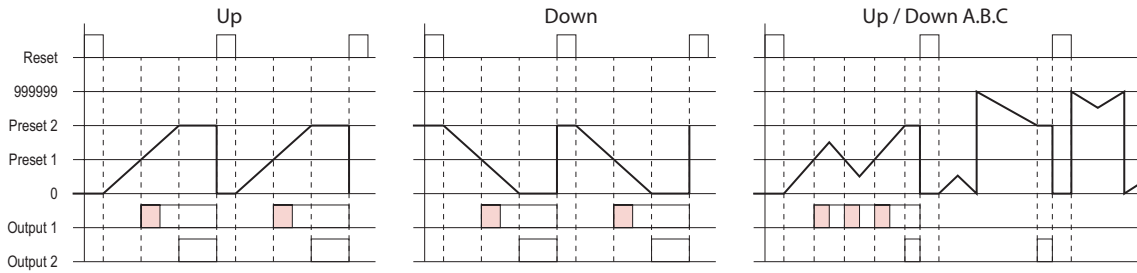 Up
Down
Up / Down A.B.C
Reset
999999
Preset 2
Preset 1
0
Output 1
Output 2